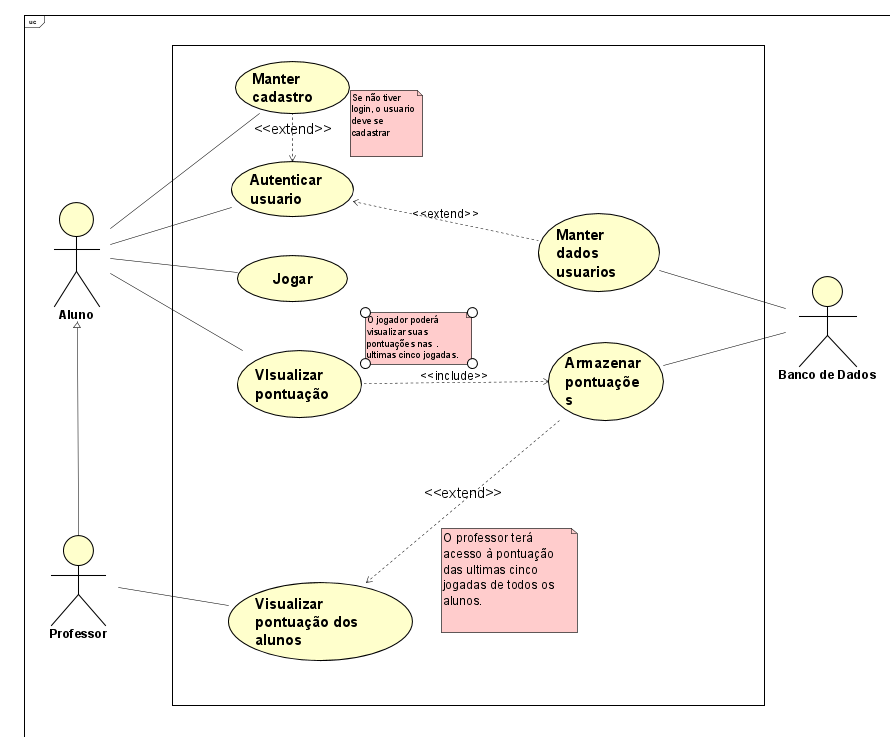 uc
Manter
cadastro
Se não tiver
login, o usuario
deve se
cadastrar
<<extend>>
Autenticar
usuario
<<extend>>
Manter
dados
usuarios
Jogar
Aluno
O jogador poderá
visualizar suas
pontuações nas .
ultimas cinco jogadas.
VIsualizar
pontuação
<<include>>
Armazenar
pontuaçõe
s
Banco de Dados
<<extend>>
O professor terá
acesso à pontuação
das ultimas cinco
jogadas de todos os
alunos.
Professor
Visualizar
pontuação dos
alunos